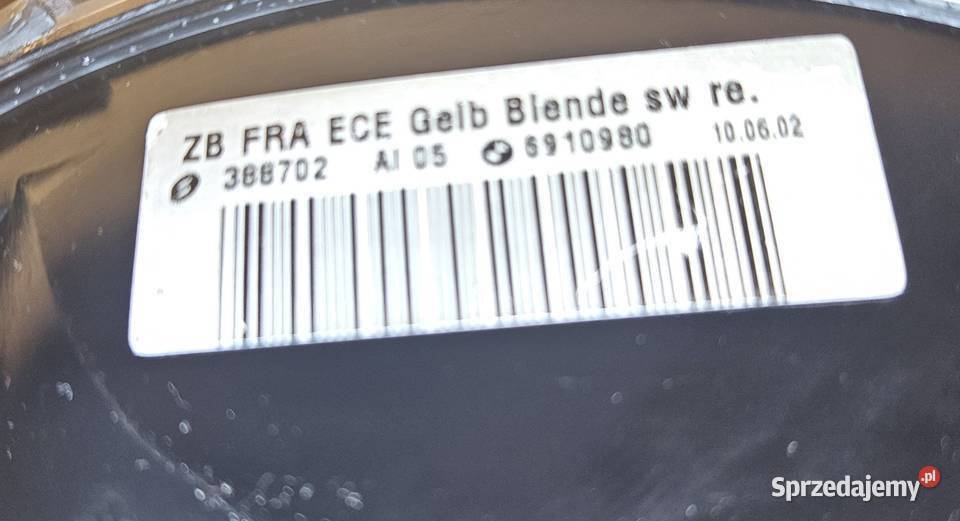 ZB FRA ECE Gelb Blende sw re.
388702 AI 05 6910980 10.06.02
Sprzedajemy.pl